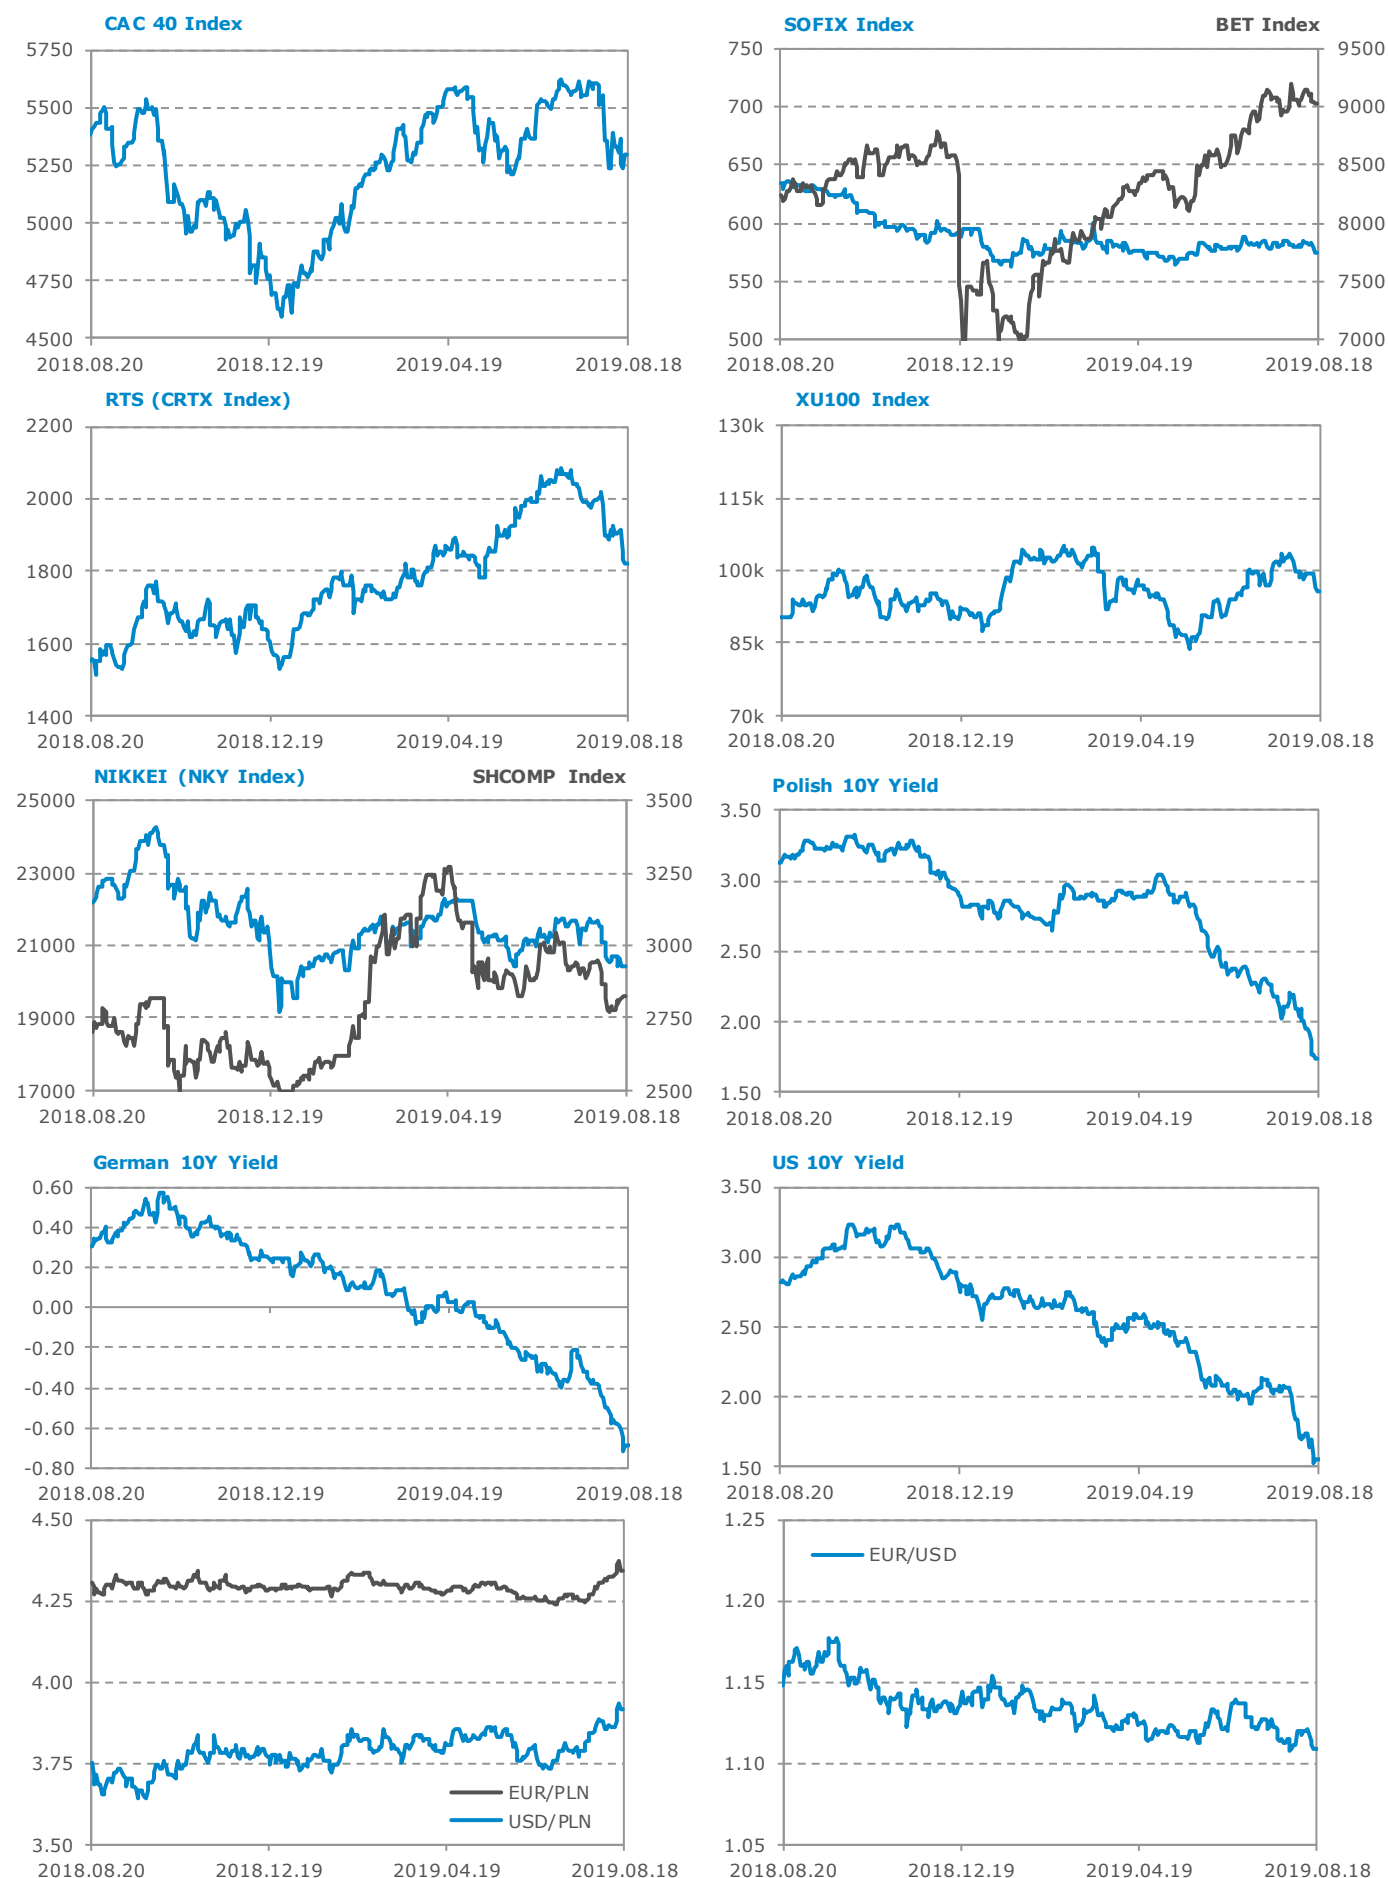 CAC 40 Index
5750
5500
5250
5000
4750
4500
2018.08.20 2018.12.19 2019.04.19 2019.08.18
SOFIX Index BET Index
750 9500
700 9000
650 8500
600 8000
550 7500
500 7000
2018.08.20 2018.12.19 2019.04.19 2019.08.18
RTS (CRTX Index)
2200
2000
1800
1600
1400
2018.08.20 2018.12.19 2019.04.19 2019.08.18
XU100 Index
130k
115k
100k
85k
70k
2018.08.20 2018.12.19 2019.04.19 2019.08.18
NIKKEI (NKY Index) SHCOMP Index
25000 3500
23000 3250
21000 3000
19000 2750
17000 2500
2018.08.20 2018.12.19 2019.04.19 2019.08.18
Polish 10Y Yield
3.50
3.00
2.50
2.00
1.50
2018.08.20 2018.12.19 2019.04.19 2019.08.18
German 10Y Yield
0.60
0.40
0.20
0.00
-0.20
-0.40
-0.60
-0.80
2018.08.20 2018.12.19 2019.04.19 2019.08.18
US 10Y Yield
3.50
3.00
2.50
2.00
1.50
2018.08.20 2018.12.19 2019.04.19 2019.08.18
4.50
4.25
4.00
3.75
EUR/PLN
USD/PLN
3.50
2018.08.20 2018.12.19 2019.04.19 2019.08.18
1.25
EUR/USD
1.20
1.15
1.10
1.05
2018.08.20 2018.12.19 2019.04.19 2019.08.18